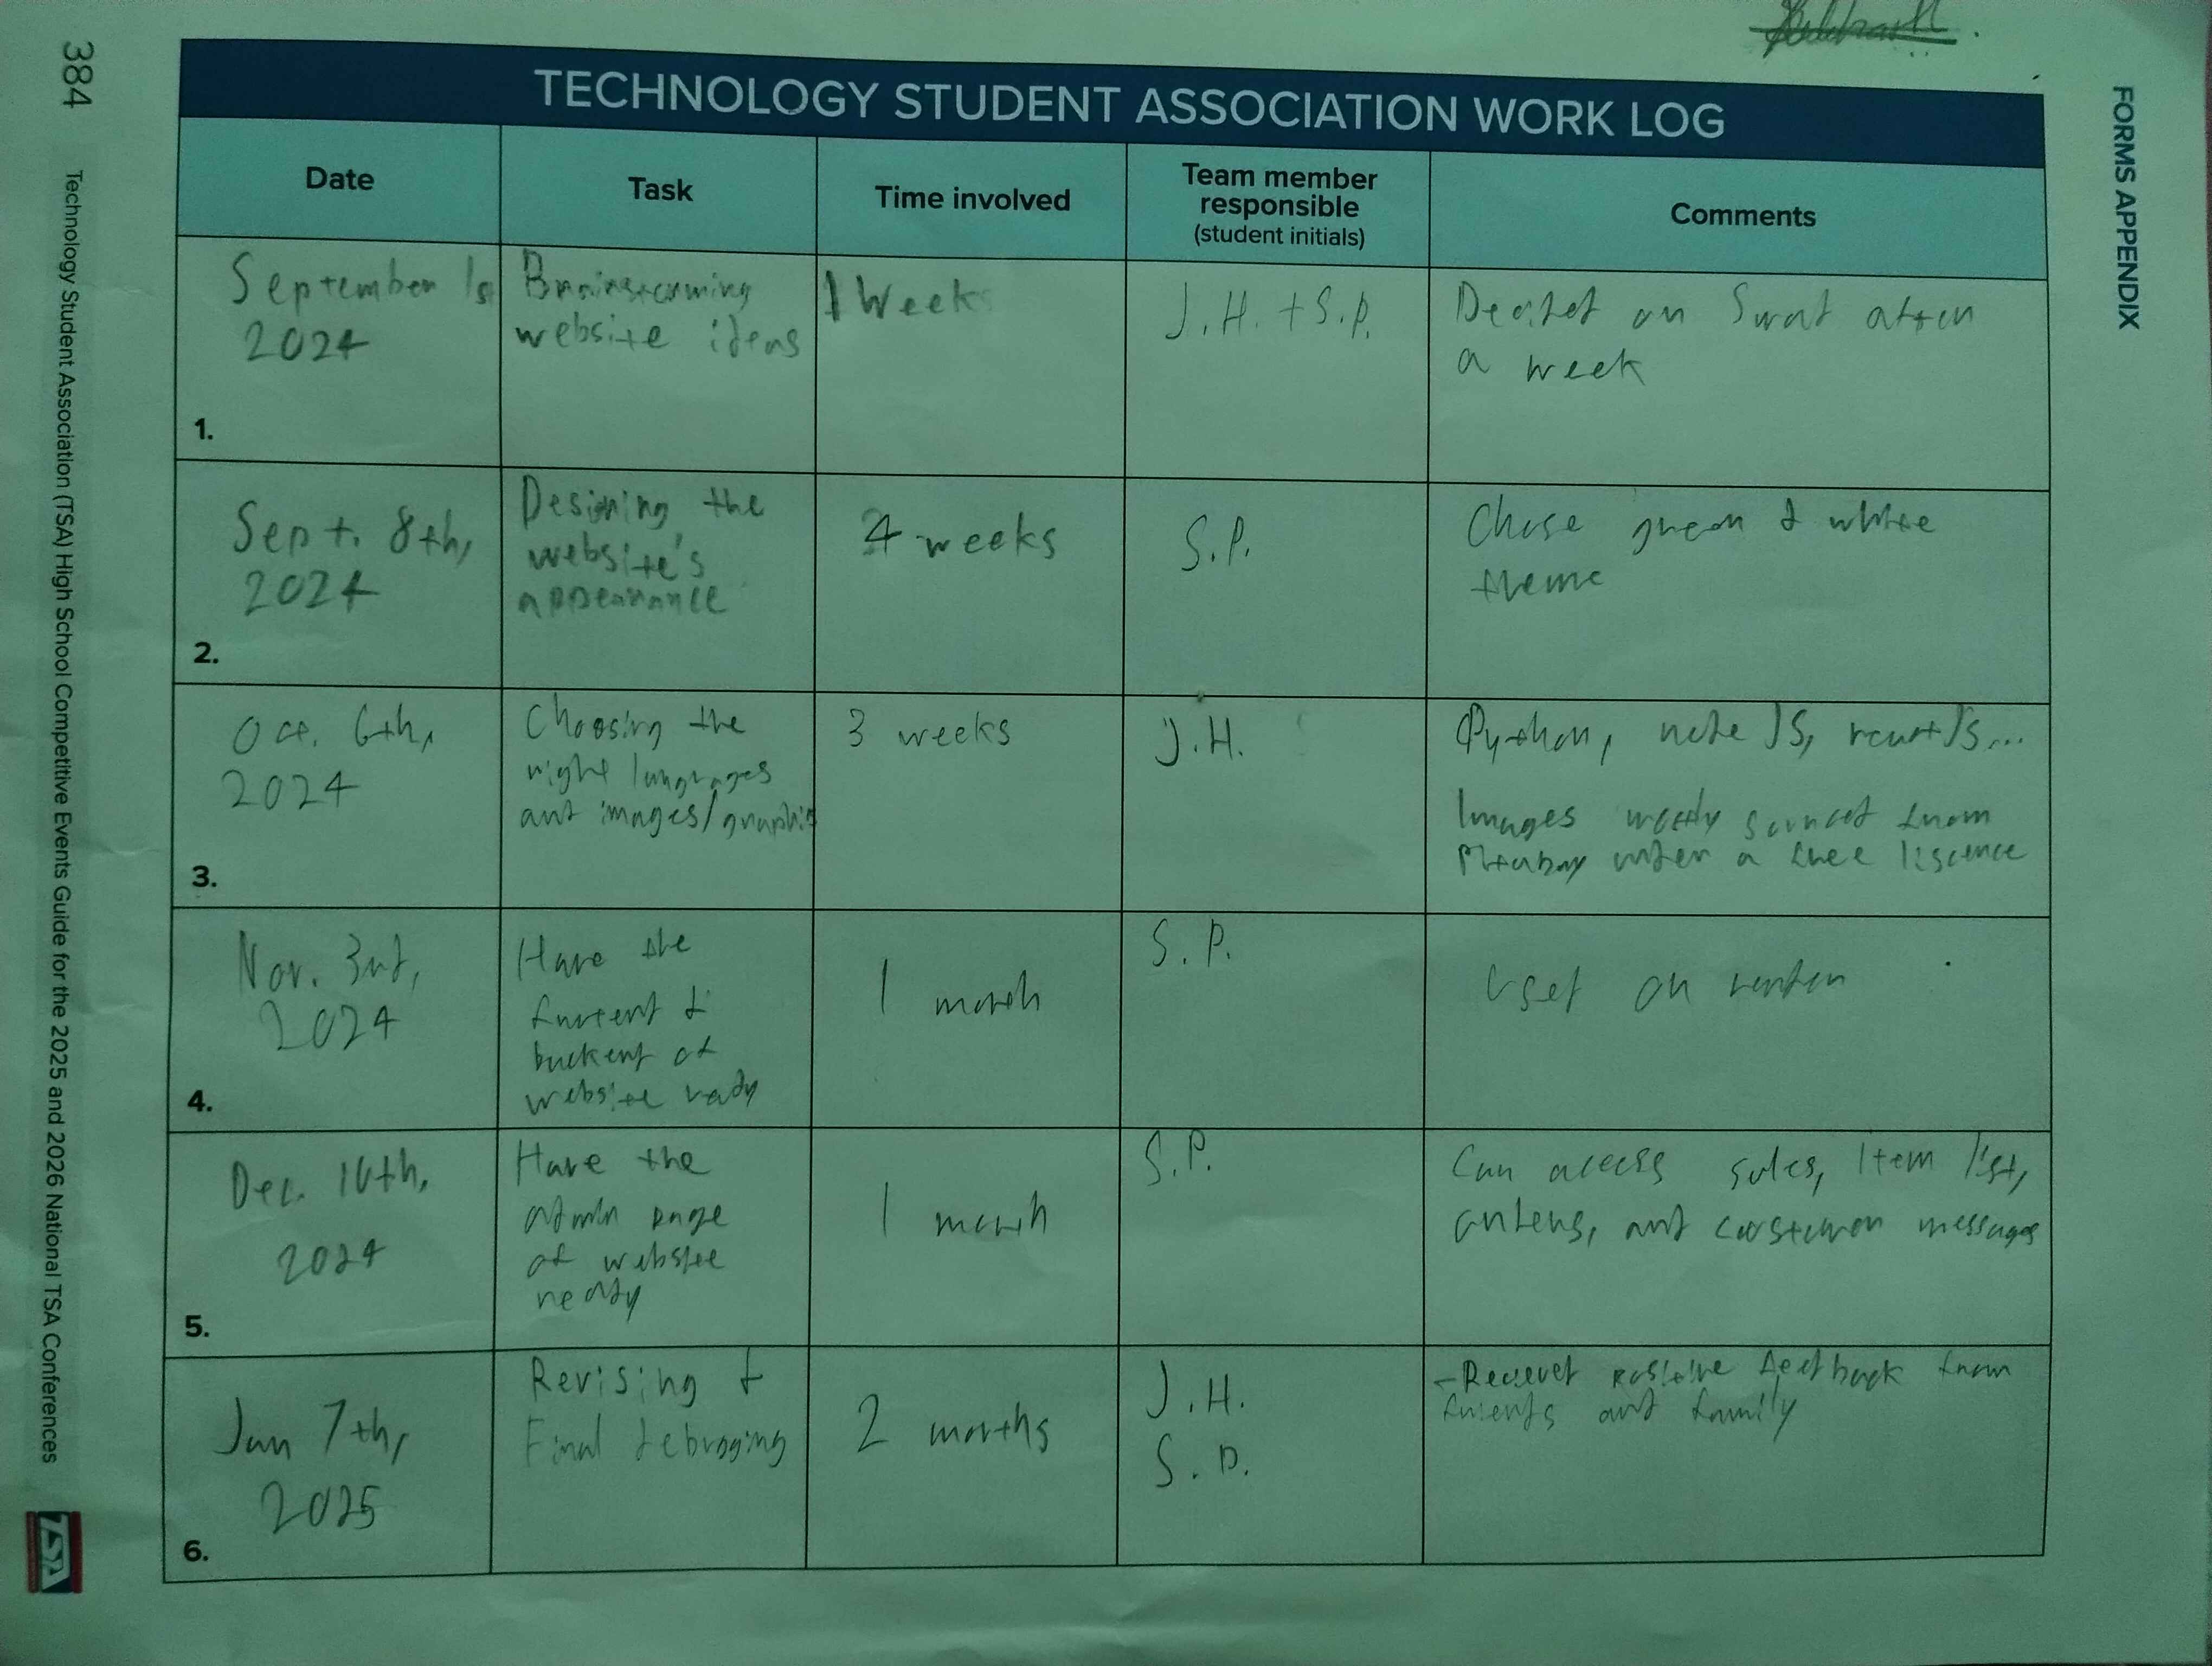 TECHNOLOGY STUDENT ASSOCIATION WORK LOG
Date
Task
Time involved
Team member
responsible
(student initials)
Comments
1.
September 1s
2024
Brainstorming
website ideas
1 Week
J.H. + S.P.
Decided on Swat after
a week
2.
Sept. 8th,
2024
Designing the
website's
appearance
4 weeks
S.P.
Chose green & white
theme
3.
Oct. 6th,
2024
Choosing the
right languages
and images/graphics
3 weeks
J.H.
Python, node JS, react JS...
Images mostly sourced from
Pixabay under a free liscence
4.
Nov. 3rd,
2024
Have the
frontend &
backend of
website ready
1 month
S.P.
Used on render
5.
Dec. 10th,
2024
Have the
admin page
of website
ready
1 month
S.P.
Can access sales, item list,
orders, and customer messages
6.
Jan 7th,
2025
Revising &
Final debugging
2 months
J.H.
S.P.
- Recieved positive feedback from
friends and family
FORMS APPENDIX
384
Technology Student Association (TSA) High School Competitive Events Guide for the 2025 and 2026 National TSA Conferences
TSA